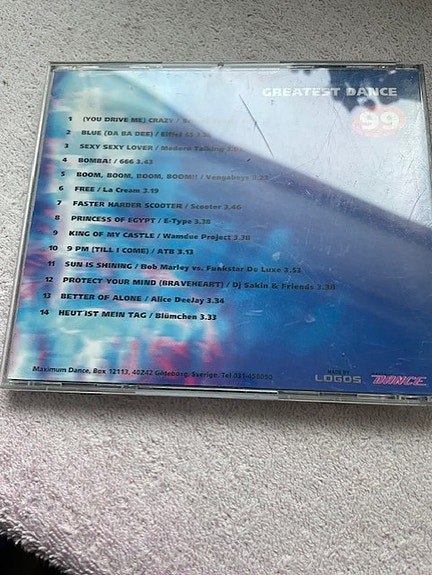 GREATEST DANCE
99
1 (YOU DRIVE ME) CRAZY /
2 BLUE (DA BA DEE) / Eiffel 65
3 SEXY SEXY LOVER / Modern Talking
4 BOMBA! / 666 3.43
5 BOOM, BOOM, BOOM, BOOM!! / Vengaboys 3.23
6 FREE / La Cream 3.19
7 FASTER HARDER SCOOTER / Scooter 3.46
8 PRINCESS OF EGYPT / E-Type 3.38
9 KING OF MY CASTLE / Wamdue Project 3.38
10 9 PM (TILL I COME) / ATB 3.13
11 SUN IS SHINING / Bob Marley vs. Funkstar De Luxe 3.53
12 PROTECT YOUR MIND (BRAVEHEART) / Dj Sakin & Friends 3.38
13 BETTER OF ALONE / Alice DeeJay 3.34
14 HEUT IST MEIN TAG / Blümchen 3.33
Maximum Dance, Box 12113, 40242 Göteborg. Sverige. Tel 031-450090
MADE BY
LOGOS
DANCE